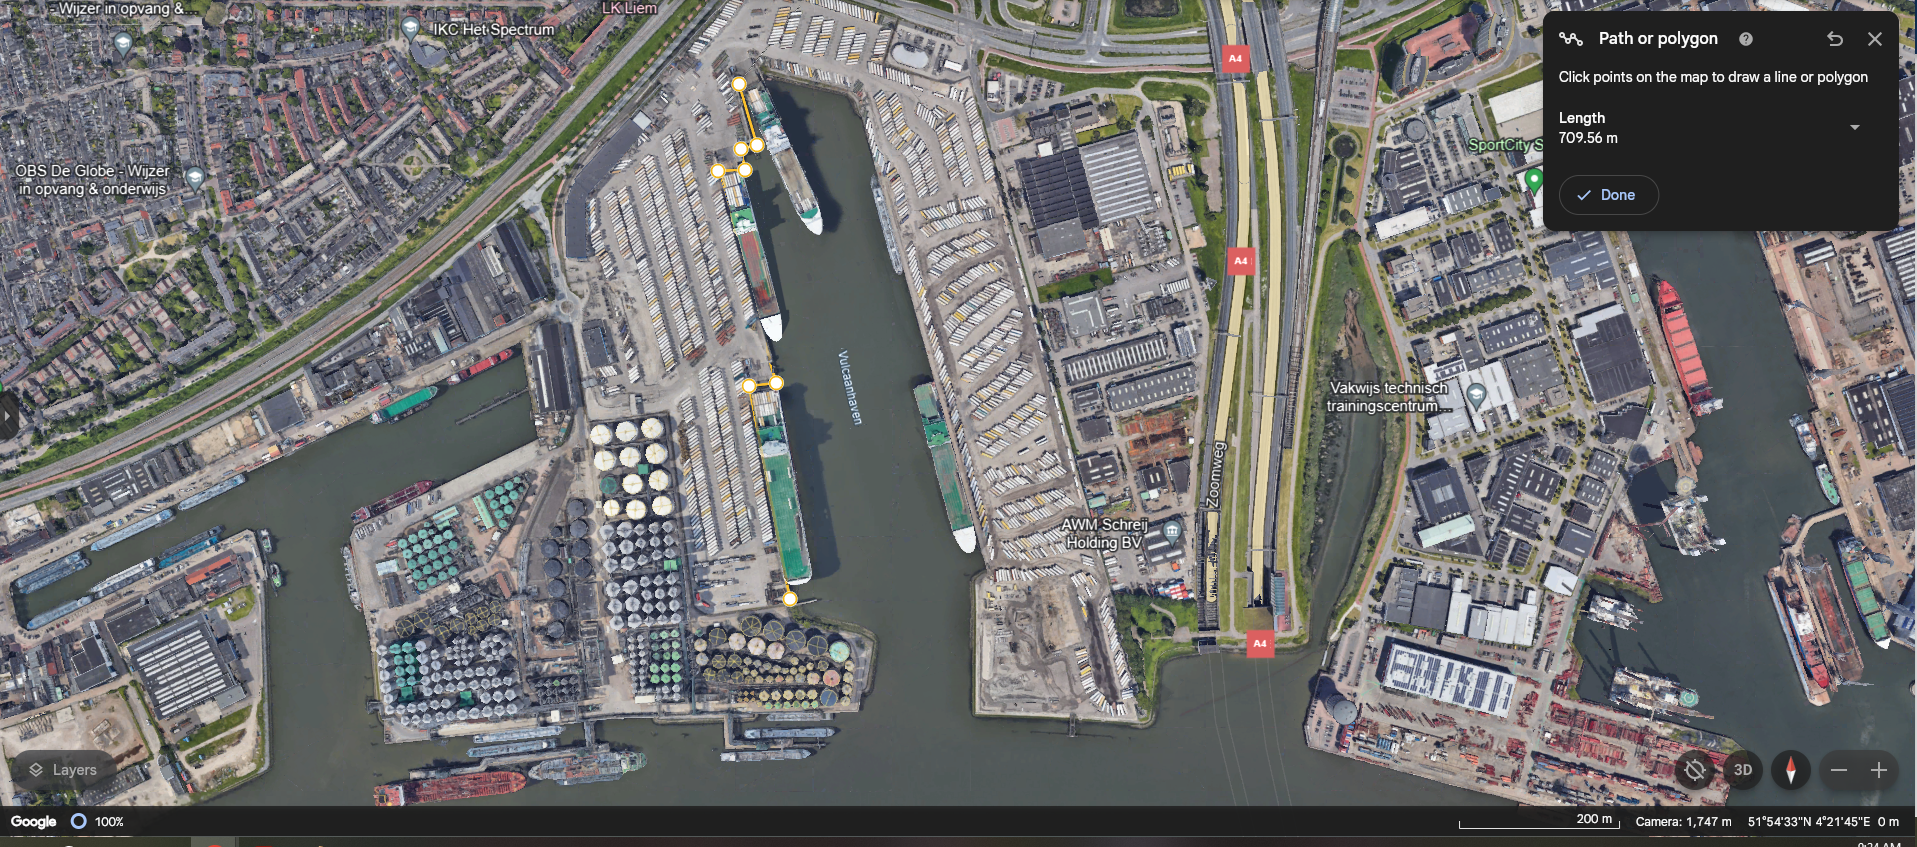 - Wijzer in opvang &...
LK Liem
IKC Het Spectrum
OBS De Globe - Wijzer
in opvang & onderwijs
A4
A4
A4
SportCity S
Vulcaanhaven
Vakwijs technisch
trainingscentrum...
Zoomweg
AWM Schreij
Holding BV
Path or polygon
?
Click points on the map to draw a line or polygon
Length
709.56 m
Done
Layers
3D
Google
100%
200 m
Camera: 1,747 m
51°54'33"N 4°21'45"E
0 m